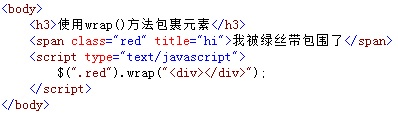 <body>
<h3>使用wrap()方法包裹元素</h3>
<span class="red" title="hi">我被绿丝带包围了</span>
<script type="text/javascript">
$(".red").wrap("<div></div>");
</script>
</body>